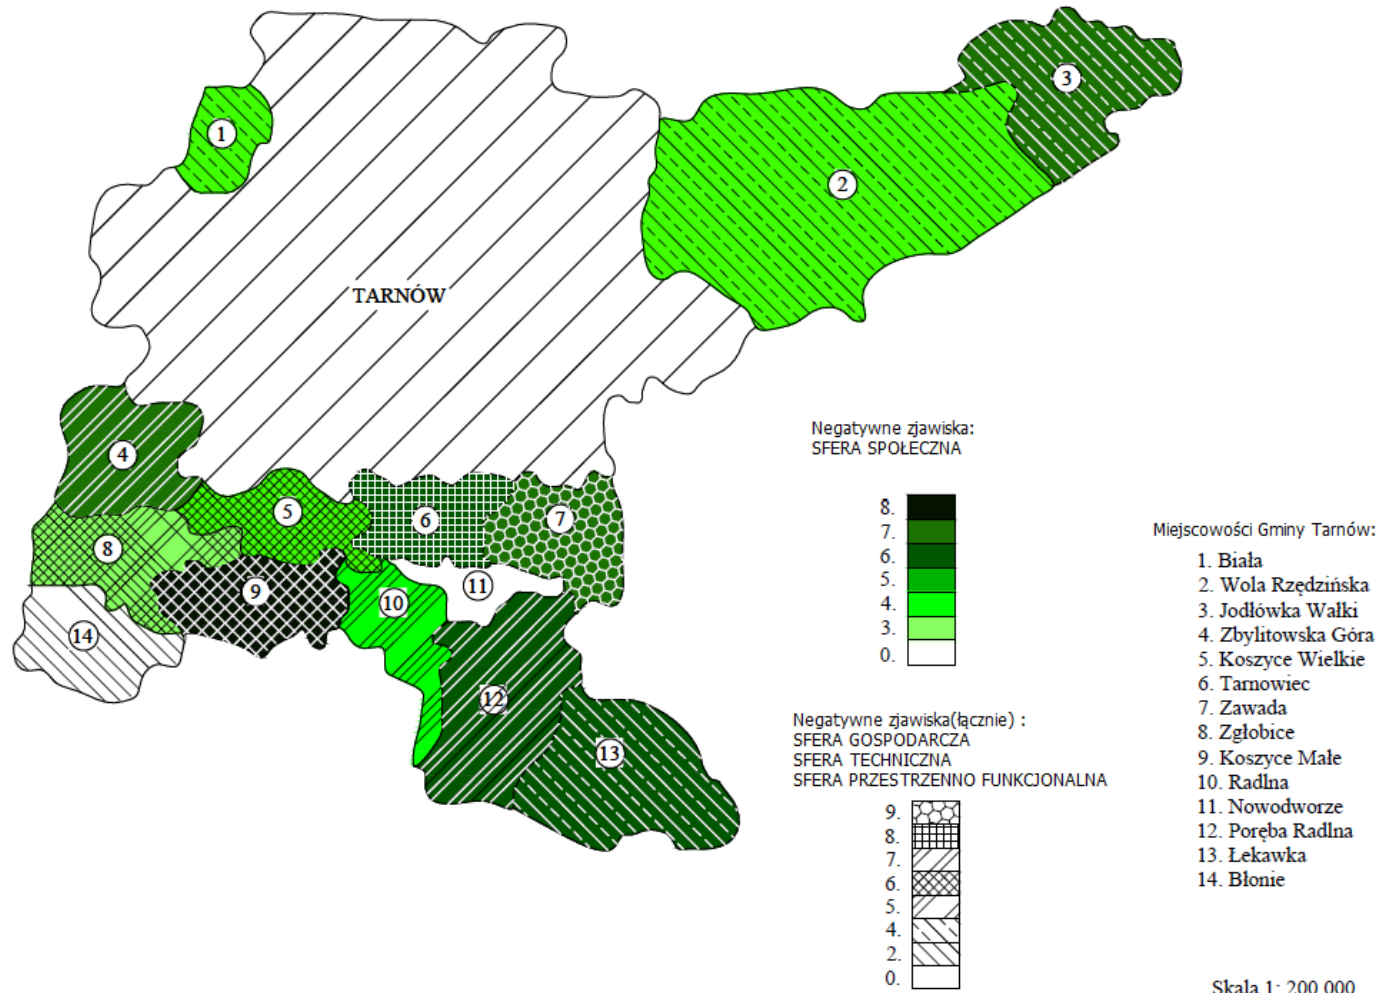 1
3
2
TARNÓW
4
5
6
7
8
9
10
11
14
12
13
Negatywne zjawiska:
SFERA SPOŁECZNA
8.
7.
6.
5.
4.
3.
0.
Negatywne zjawiska(łącznie) :
SFERA GOSPODARCZA
SFERA TECHNICZNA
SFERA PRZESTRZENNO FUNKCJONALNA
9.
8.
7.
6.
5.
4.
2.
0.
Miejscowości Gminy Tarnów:
1. Biała
2. Wola Rzędzińska
3. Jodłówka Wałki
4. Zbylitowska Góra
5. Koszyce Wielkie
6. Tarnowiec
7. Zawada
8. Zgłobice
9. Koszyce Małe
10. Radlna
11. Nowodworze
12. Poręba Radlna
13. Łekawka
14. Błonie
Skala 1: 200 000